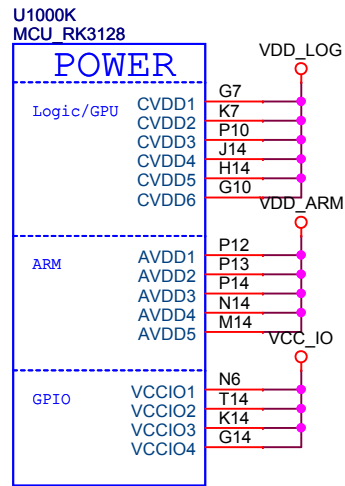 U1000K
MCU_RK3128
POWER
VDD_LOG
Logic/GPU
CVDD1 G7
CVDD2 K7
CVDD3 P10
CVDD4 J14
CVDD5 H14
CVDD6 G10
VDD_ARM
ARM
AVDD1 P12
AVDD2 P13
AVDD3 P14
AVDD4 N14
AVDD5 M14
VCC_IO
GPIO
VCCIO1 N6
VCCIO2 T14
VCCIO3 K14
VCCIO4 G14